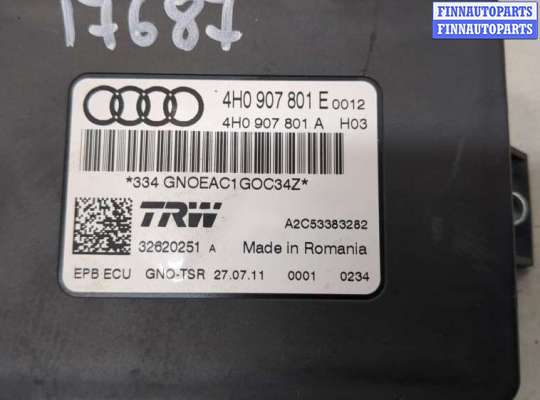 17687
FINNAUTOPARTS
FINNAUTOPARTS
4H0 907 801 E 0012
4H0 907 801 A H03
*334 GNOEAC1GOC34Z*
TRW
A2C53383282
32620251 A Made in Romania
EPB ECU GNO-TSR 27.07.11 0001 0234